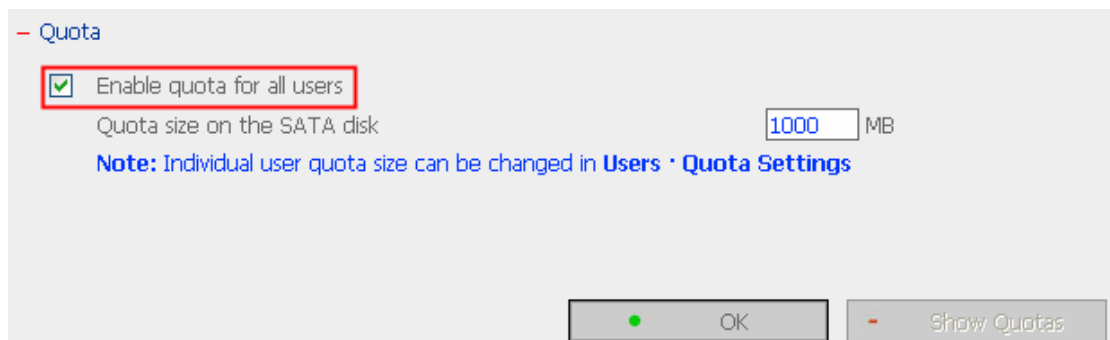 – Quota
Enable quota for all users
Quota size on the SATA disk 1000 MB
Note: Individual user quota size can be changed in Users · Quota Settings
OK - Show Quotas